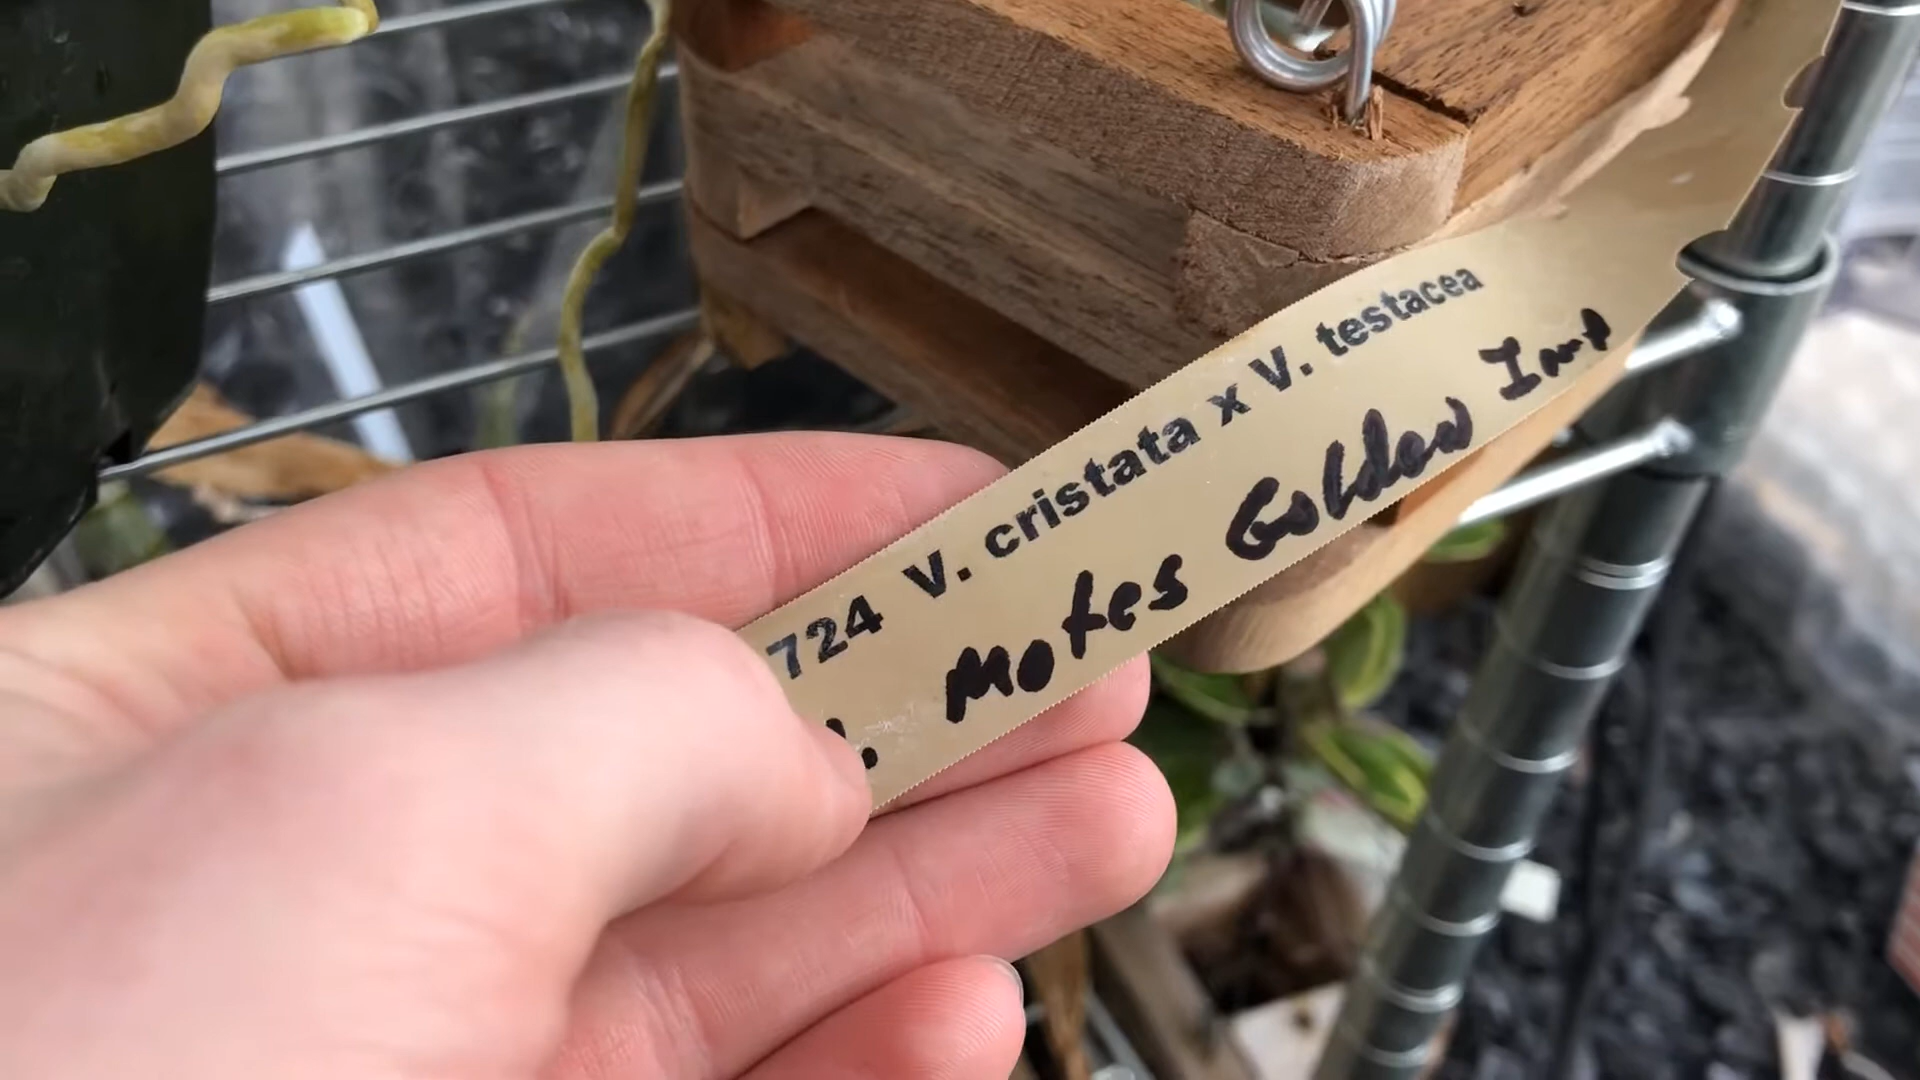 724 V. cristata x V. testacea
. Motes Golden Imp